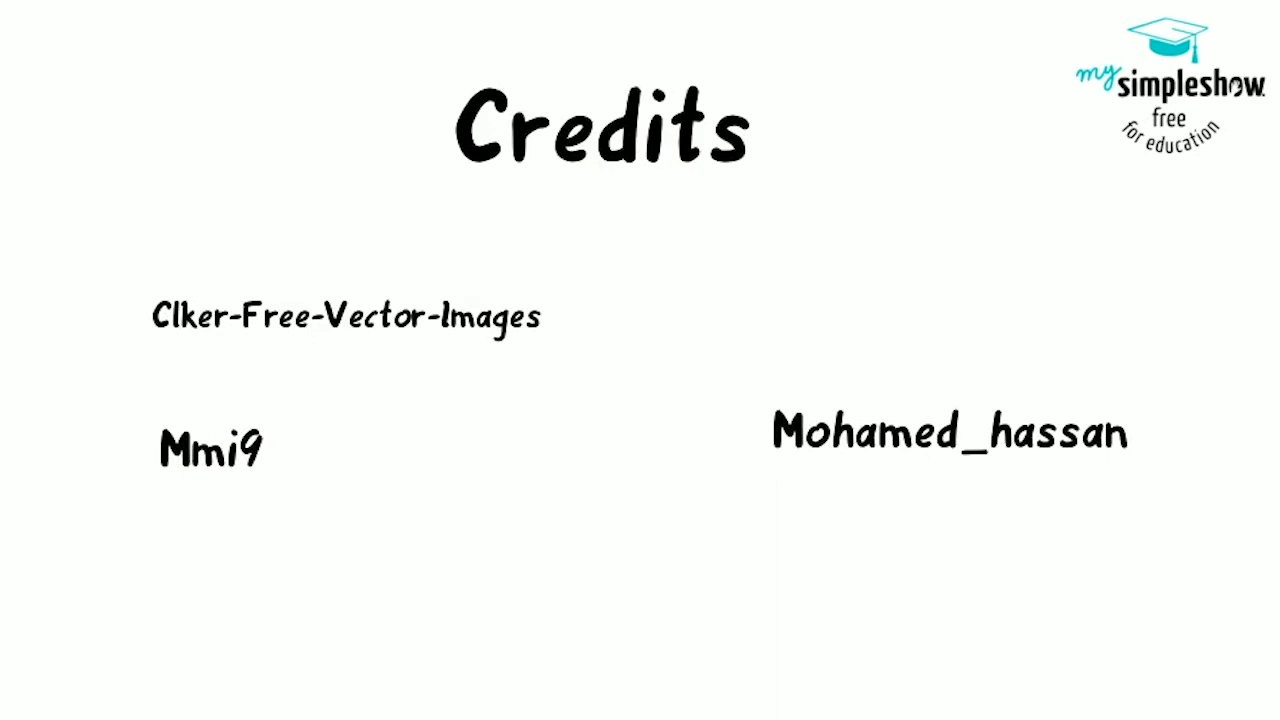 Credits
my simpleshow
free
for education
Clker-Free-Vector-Images
Mmi9
Mohamed_hassan